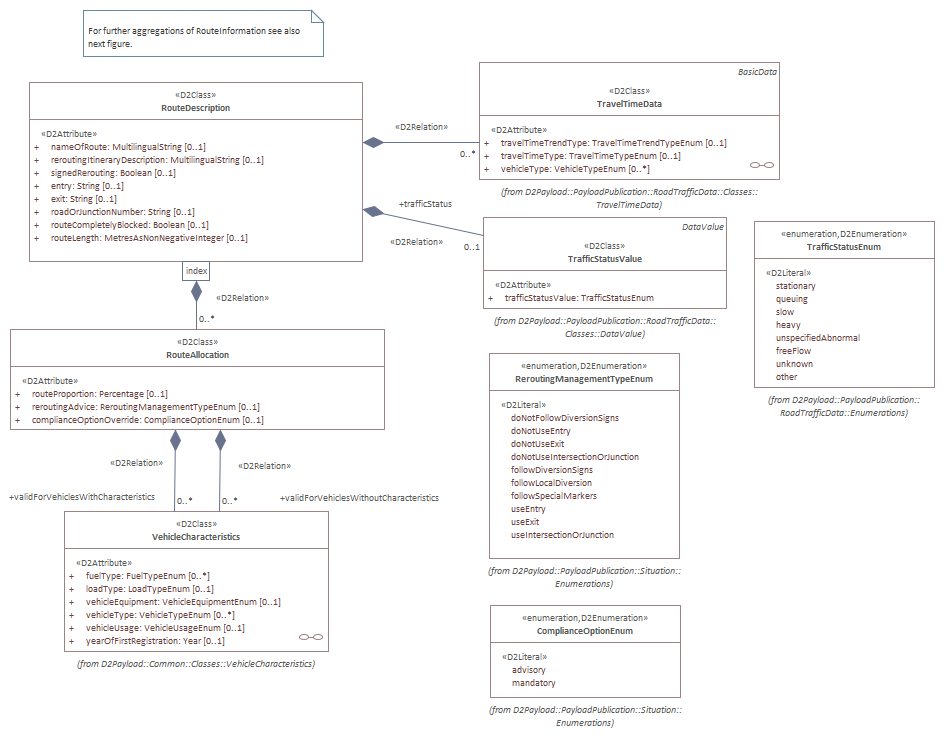 For further aggregations of RouteInformation see also
next figure.
«D2Class»
RouteDescription
«D2Attribute»
+ nameOfRoute: MultilingualString [0..1]
+ reroutingItineraryDescription: MultilingualString [0..1]
+ signedRerouting: Boolean [0..1]
+ entry: String [0..1]
+ exit: String [0..1]
+ roadOrJunctionNumber: String [0..1]
+ routeCompletelyBlocked: Boolean [0..1]
+ routeLength: MetresAsNonNegativeInteger [0..1]
index
«D2Relation»
0..*
BasicData
«D2Class»
TravelTimeData
«D2Attribute»
+ travelTimeTrendType: TravelTimeTrendTypeEnum [0..1]
+ travelTimeType: TravelTimeTypeEnum [0..1]
+ vehicleType: VehicleTypeEnum [0..*]
(from D2Payload::PayloadPublication::RoadTrafficData::Classes::
TravelTimeData)
+trafficStatus
«D2Relation»
0..1
DataValue
«D2Class»
TrafficStatusValue
«D2Attribute»
+ trafficStatusValue: TrafficStatusEnum
(from D2Payload::PayloadPublication::RoadTrafficData::
Classes::DataValue)
«enumeration,D2Enumeration»
TrafficStatusEnum
«D2Literal»
stationary
queuing
slow
heavy
unspecifiedAbnormal
freeFlow
unknown
other
(from D2Payload::PayloadPublication::
RoadTrafficData::Enumerations)
«D2Relation»
0..*
«D2Class»
RouteAllocation
«D2Attribute»
+ routeProportion: Percentage [0..1]
+ reroutingAdvice: ReroutingManagementTypeEnum [0..1]
+ complianceOptionOverride: ComplianceOptionEnum [0..1]
«D2Relation»
«D2Relation»
+validForVehiclesWithCharacteristics
0..*
0..*
+validForVehiclesWithoutCharacteristics
«D2Class»
VehicleCharacteristics
«D2Attribute»
+ fuelType: FuelTypeEnum [0..*]
+ loadType: LoadTypeEnum [0..1]
+ vehicleEquipment: VehicleEquipmentEnum [0..1]
+ vehicleType: VehicleTypeEnum [0..*]
+ vehicleUsage: VehicleUsageEnum [0..1]
+ yearOfFirstRegistration: Year [0..1]
(from D2Payload::Common::Classes::VehicleCharacteristics)
«enumeration,D2Enumeration»
ReroutingManagementTypeEnum
«D2Literal»
doNotFollowDiversionSigns
doNotUseEntry
doNotUseExit
doNotUseIntersectionOrJunction
followDiversionSigns
followLocalDiversion
followSpecialMarkers
useEntry
useExit
useIntersectionOrJunction
(from D2Payload::PayloadPublication::Situation::
Enumerations)
«enumeration,D2Enumeration»
ComplianceOptionEnum
«D2Literal»
advisory
mandatory
(from D2Payload::PayloadPublication::Situation::
Enumerations)